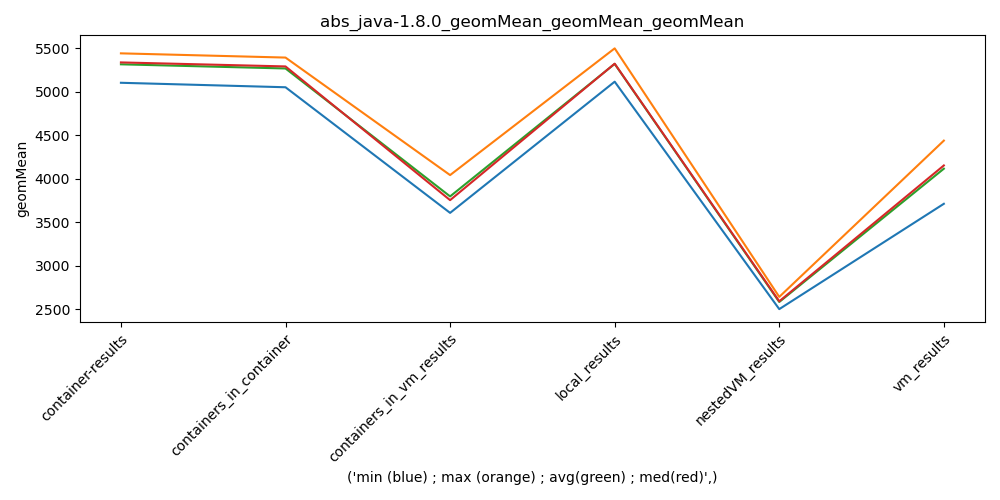 abs_java-1.8.0_geomMean_geomMean_geomMean
geomMean
5500
5000
4500
4000
3500
3000
2500
container-results
containers_in_container
containers_in_vm_results
local_results
nestedVM_results
vm_results
('min (blue) ; max (orange) ; avg(green) ; med(red)',)